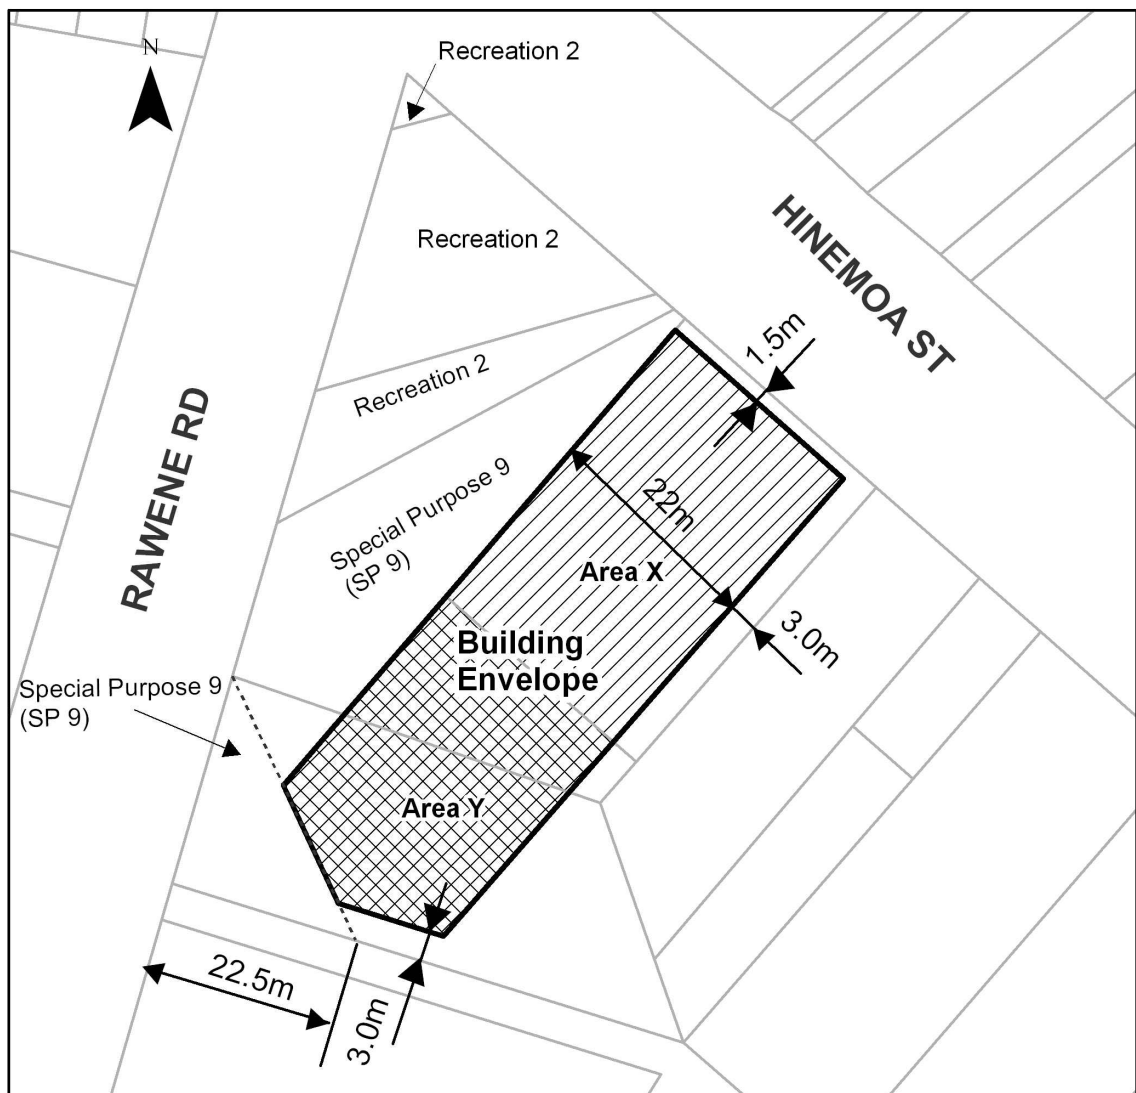 N
Recreation 2
Recreation 2
HINEMOA ST
1.5m
Recreation 2
RAWENE RD
Special Purpose 9
(SP 9)
22m
Area X
3.0m
Building
Envelope
Special Purpose 9
(SP 9)
Area Y
22.5m
3.0m